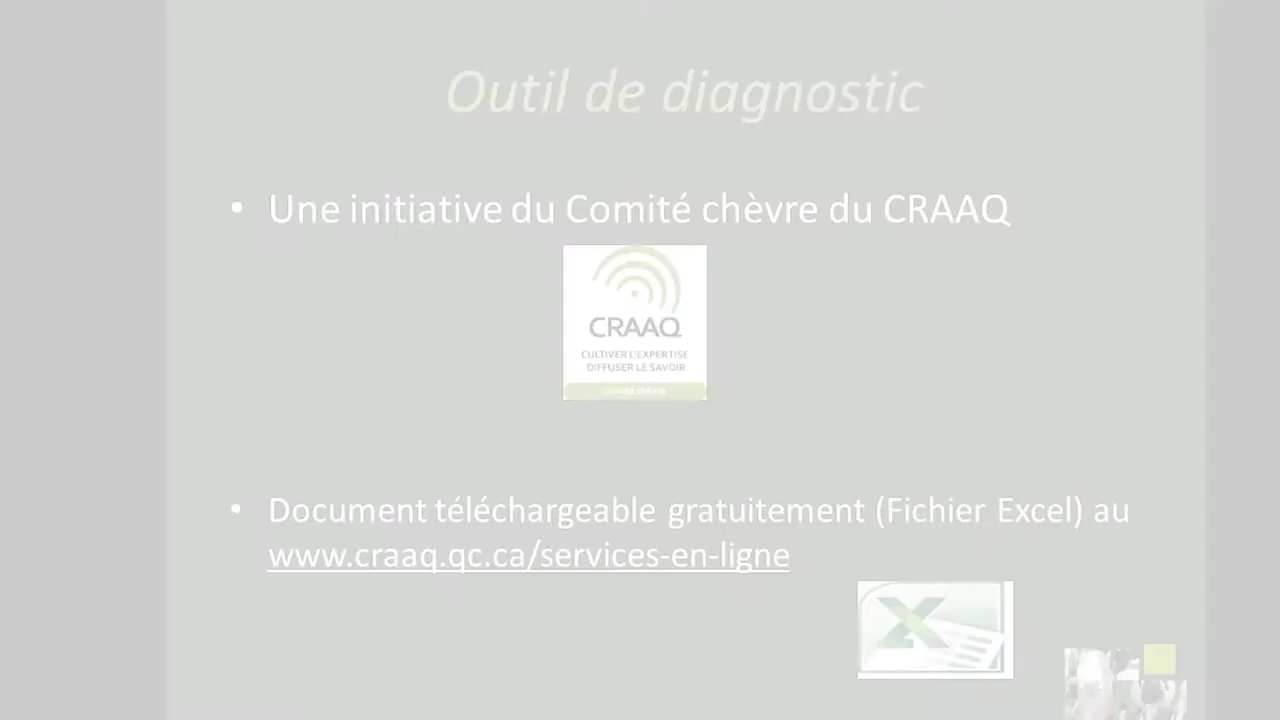 Outil de diagnostic
• Une initiative du Comité chèvre du CRAAQ
CRAAQ
CULTIVER L'EXPERTISE
DIFFUSER LE SAVOIR
• Document téléchargeable gratuitement (Fichier Excel) au
www.craaq.qc.ca/services-en-ligne